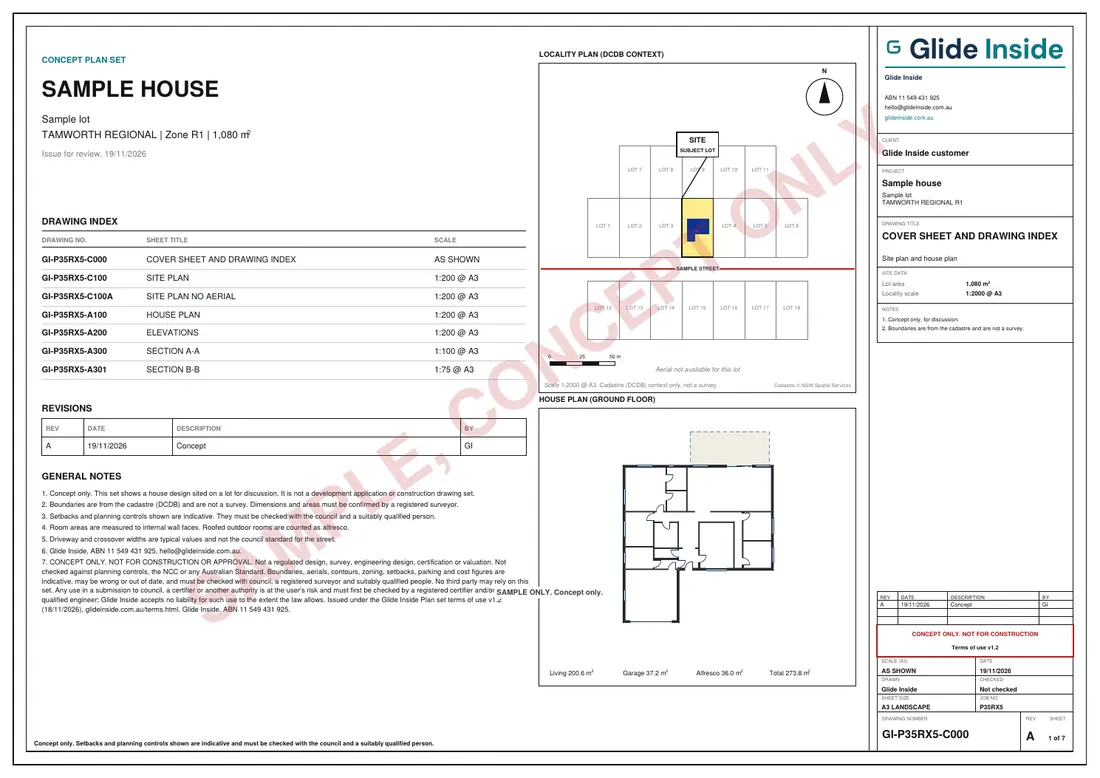 CONCEPT PLAN SET
SAMPLE HOUSE
Sample lot
TAMWORTH REGIONAL | Zone R1 | 1,080 m²
Issue for review, 19/11/2026
DRAWING INDEX
DRAWING NO. SHEET TITLE SCALE
GI-P35RX5-C000 COVER SHEET AND DRAWING INDEX AS SHOWN
GI-P35RX5-C100 SITE PLAN 1:200 @ A3
GI-P35RX5-C100A SITE PLAN NO AERIAL 1:200 @ A3
GI-P35RX5-A100 HOUSE PLAN 1:200 @ A3
GI-P35RX5-A200 ELEVATIONS 1:200 @ A3
GI-P35RX5-A300 SECTION A-A 1:100 @ A3
GI-P35RX5-A301 SECTION B-B 1:75 @ A3
REVISIONS
REV DATE DESCRIPTION BY
A 19/11/2026 Concept GI
GENERAL NOTES
1. Concept only. This set shows a house design sited on a lot for discussion. It is not a development application or construction drawing set.
2. Boundaries are from the cadastre (DCDB) and are not a survey. Dimensions and areas must be confirmed by a registered surveyor.
3. Setbacks and planning controls shown are indicative. They must be checked with the council and a suitably qualified person.
4. Room areas are measured to internal wall faces. Roofed outdoor rooms are counted as alfresco.
5. Driveway and crossover widths are typical values and not the council standard for the street.
6. Glide Inside, ABN 11 549 431 925, hello@glideinside.com.au.
7. CONCEPT ONLY. NOT FOR CONSTRUCTION OR APPROVAL. Not a regulated design, survey, engineering design, certification or valuation. Not
checked against planning controls, the NCC or any Australian Standard. Boundaries, aerials, contours, zoning, setbacks, parking and cost figures are
indicative, may be wrong or out of date, and must be checked with council, a registered surveyor and suitably qualified people. No third party may rely on this
set. Any use in a submission to council, a certifier or other authority is at the user's risk and must first be checked by a registered certifier and/or
qualified engineer; Glide Inside accepts no liability for such use to the extent the law allows. Issued under the Glide Inside Plan set terms of use v1.2
(18/11/2026), glideinside.com.au/terms.html. Glide Inside, ABN 11 549 431 925.
SAMPLE ONLY. Concept only.
Concept only. Setbacks and planning controls shown are indicative and must be checked with the council and a suitably qualified person.
SAMPLE, CONCEPT ONLY
LOCALITY PLAN (DCDB CONTEXT)
N
SITE
SUBJECT LOT
LOT 7 LOT 8 LOT 9 LOT 10 LOT 11
LOT 1 LOT 2 LOT 3 LOT 4 LOT 5 LOT 6
SAMPLE STREET
LOT 12 LOT 13 LOT 14 LOT 15 LOT 16 LOT 17 LOT 18
0 25 50 m
Aerial not available for this lot
Scale 1:2000 @ A3. Cadastre (DCDB) context only, not a survey.
Cadastre © NSW Spatial Services
HOUSE PLAN (GROUND FLOOR)
Living 200.6 m² Garage 37.2 m² Alfresco 36.0 m² Total 273.8 m²
Glide Inside
Glide Inside
ABN 11 549 431 925
hello@glideinside.com.au
glideinside.com.au
CLIENT
Glide Inside customer
PROJECT
Sample house
Sample lot
TAMWORTH REGIONAL R1
DRAWING TITLE
COVER SHEET AND DRAWING INDEX
Site plan and house plan
SITE DATA
Lot area 1,080 m²
Locality scale 1:2000 @ A3
NOTES
1. Concept only, for discussion.
2. Boundaries are from the cadastre and are not a survey.
REV DATE DESCRIPTION BY
A 19/11/2026 Concept GI
CONCEPT ONLY. NOT FOR CONSTRUCTION
Terms of use v1.2
SCALE (AS) DATE
AS SHOWN 19/11/2026
DRAWN CHECKED
Glide Inside Not checked
SHEET SIZE JOB NO.
A3 LANDSCAPE P35RX5
DRAWING NUMBER REV SHEET
GI-P35RX5-C000 A 1 of 7